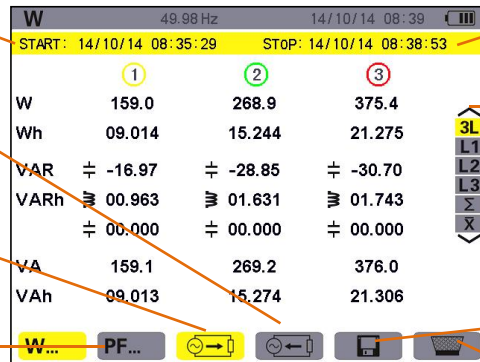 W 49.98 Hz 14/10/14 08:39
START: 14/10/14 08:35:29 STOP: 14/10/14 08:38:53
1 2 3
W 159.0 268.9 375.4
Wh 09.014 15.244 21.275
VAR -16.97 -28.85 -30.70
VARh 00.963 01.631 01.743
00.000 00.000 00.000
VA 159.1 269.2 376.0
VAh 09.013 15.274 21.306
3L
L1
L2
L3
Σ
X̄
W... PF...